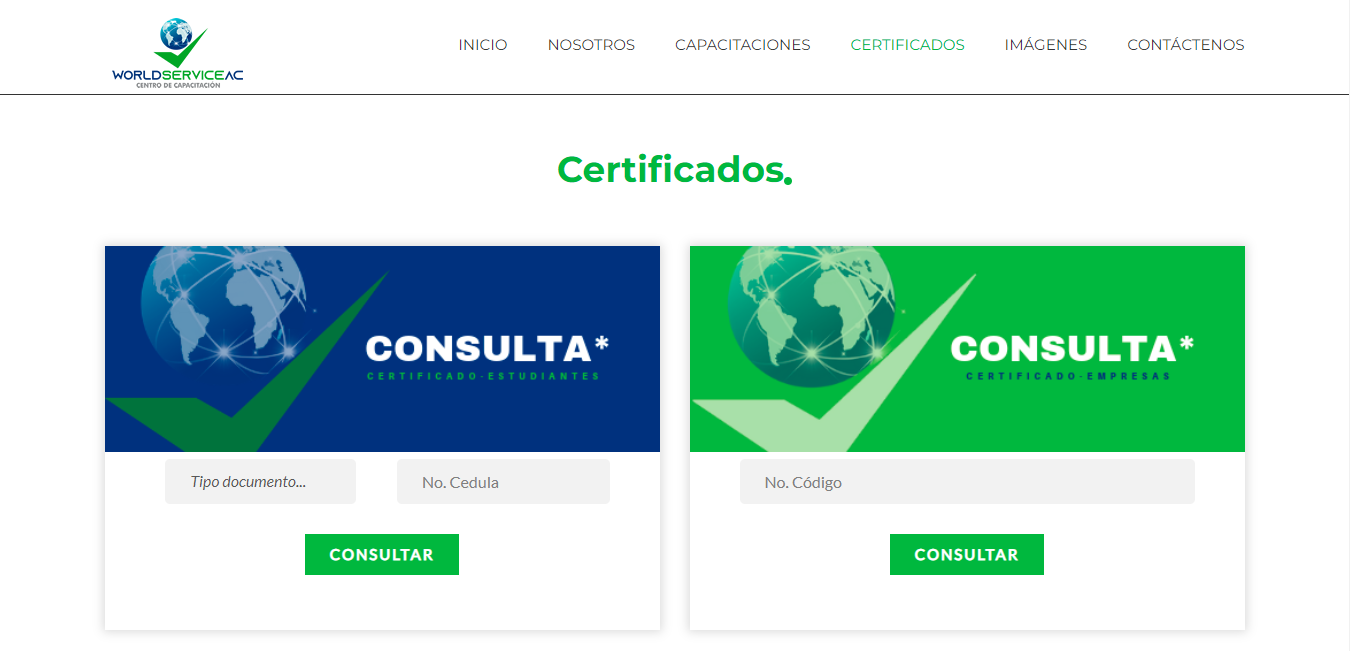 WORLDSERVICEAC
CENTRO DE CAPACITACIÓN
INICIO NOSOTROS CAPACITACIONES CERTIFICADOS IMÁGENES CONTÁCTENOS
Certificados.
CONSULTA*
CERTIFICADO-ESTUDIANTES
Tipo documento... No. Cedula
CONSULTAR
CONSULTA*
CERTIFICADO-EMPRESAS
No. Código
CONSULTAR